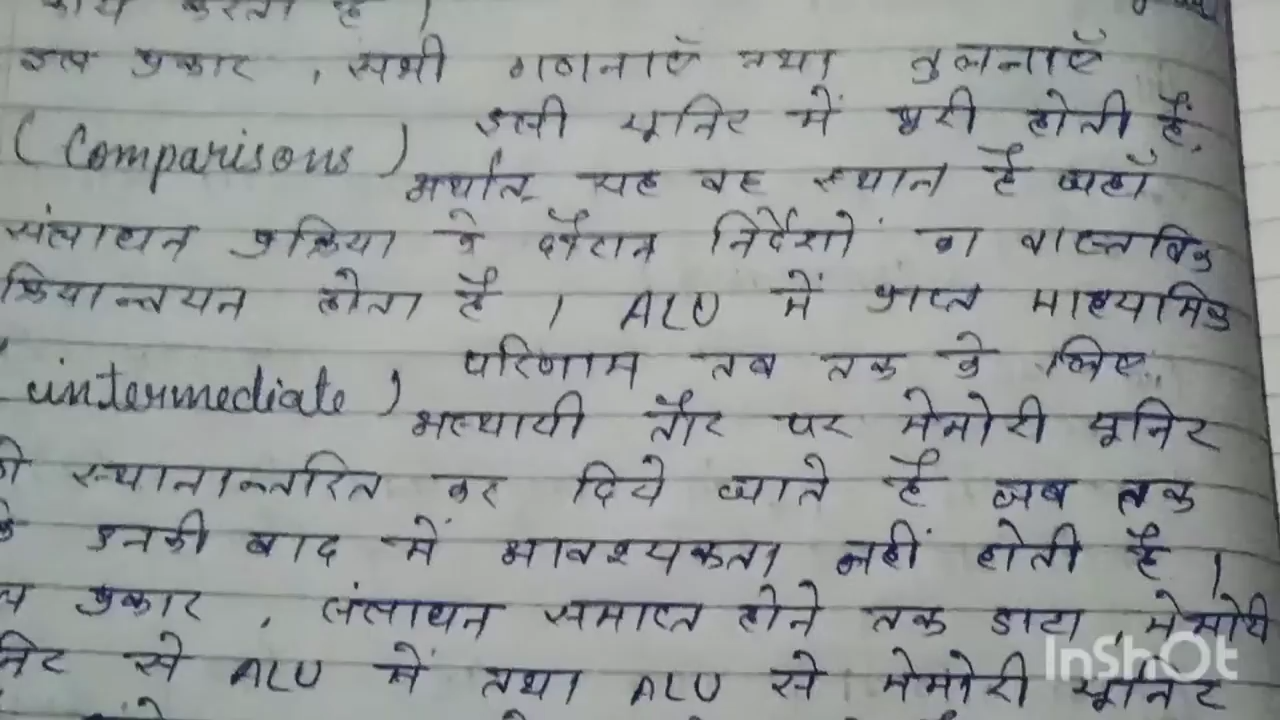 कार्य करता है ।
इस प्रकार , सभी गणनाएँ तथा तुलनाएँ
(Comparisons) इसी यूनिट में पूरी होती हैं,
अर्थात् यह वह स्थान है जहाँ
संसाधन प्रक्रिया के दौरान निर्देशों का वास्तविक
क्रियान्वयन होता है । ALU में प्राप्त माध्यमिक
(intermediate) परिणाम तब तक के लिए
अस्थायी तौर पर मेमोरी यूनिट
को स्थानान्तरित कर दिये जाते है जब तक
इनकी बाद में आवश्यकता नहीं होती है ।
प्रकार , संसाधन समाप्त होने तक डाटा , मेमोरी
से ALU में तथा ALU से मेमोरी यूनिट
InShOt